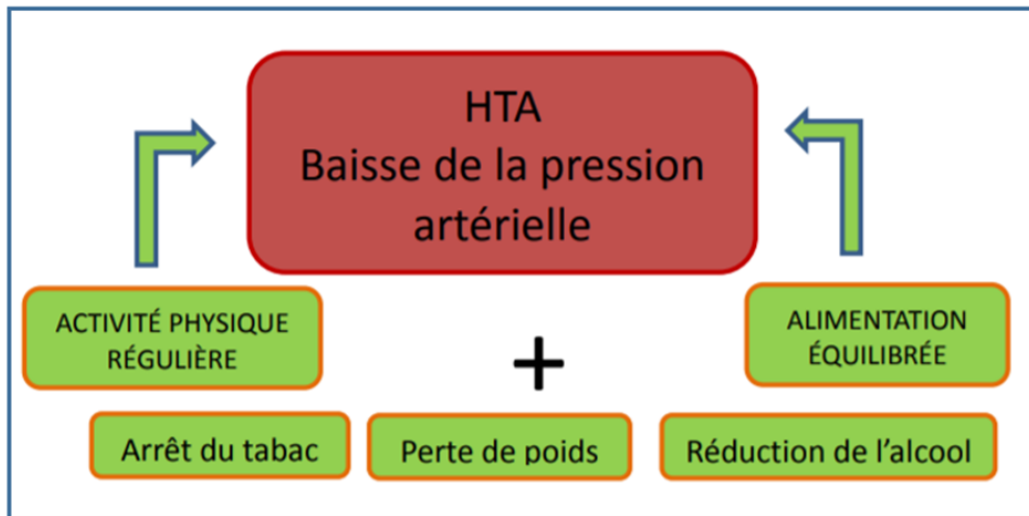 HTA
Baisse de la pression
artérielle
ACTIVITÉ PHYSIQUE
RÉGULIÈRE
+
ALIMENTATION
ÉQUILIBRÉE
Arrêt du tabac
Perte de poids
Réduction de l'alcool